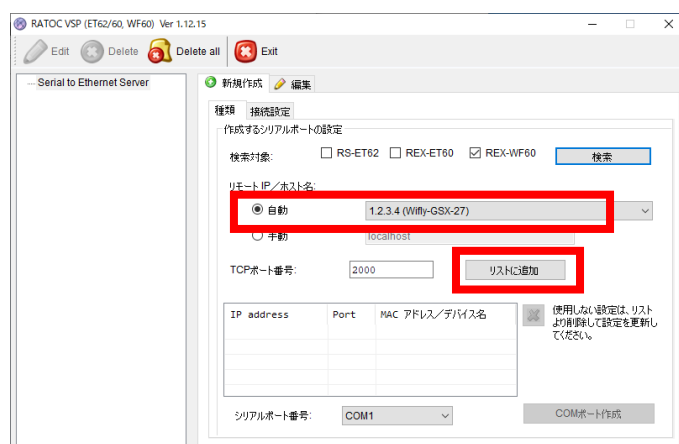 RATOC VSP (ET62/60, WF60) Ver 1.12.15
Edit Delete Delete all Exit
Serial to Ethernet Server
新規作成 編集
種類 接続設定
作成するシリアルポートの設定
検索対象: RS-ET62 REX-ET60 REX-WF60 検索
リモートIP/ホスト名:
自動 1.2.3.4 (Wifly-GSX-27)
手動 localhost
TCPポート番号: 2000 リストに追加
IP address Port MAC アドレス/デバイス名
使用しない設定は、リスト
より削除して設定を更新し
てください。
シリアルポート番号: COM1 COMポート作成